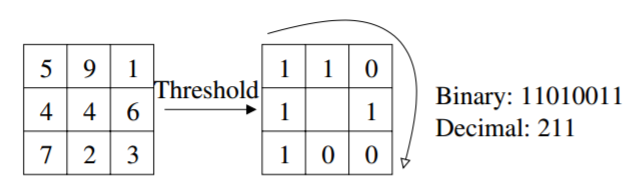 5 9 1
4 4 6
7 2 3
Threshold
1 1 0
1 1
1 0 0
Binary: 11010011
Decimal: 211